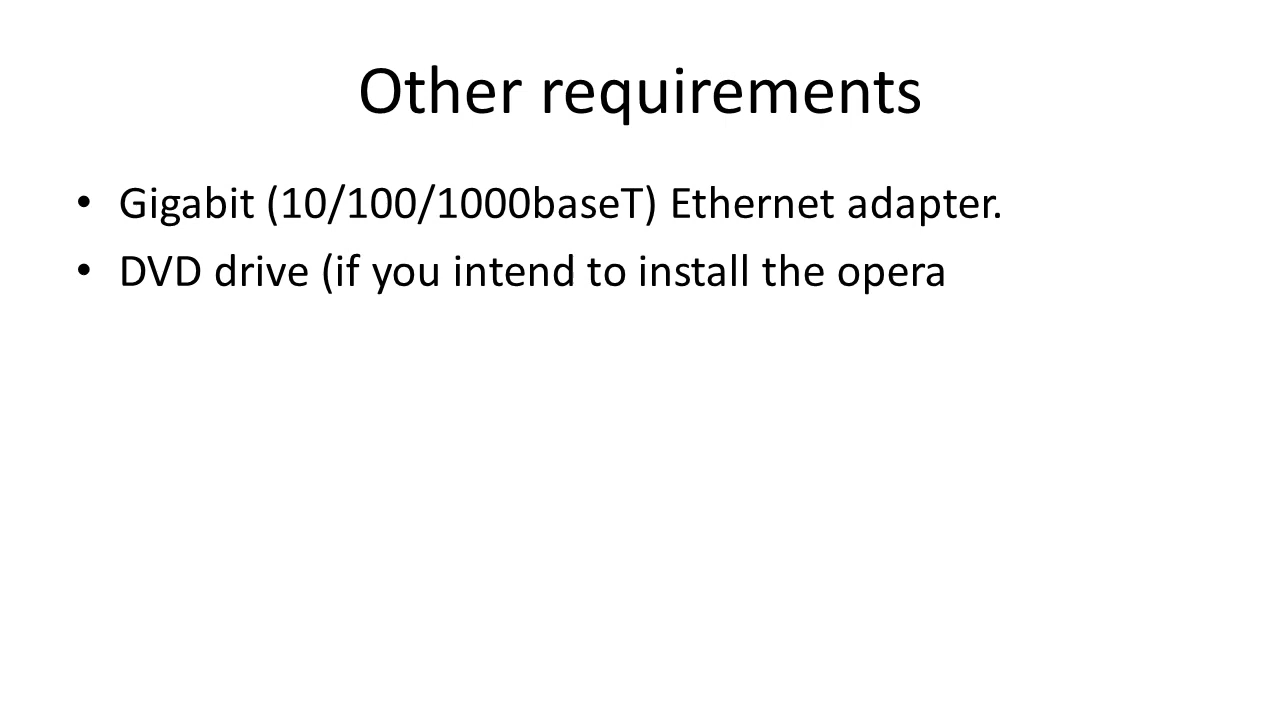 Other requirements
• Gigabit (10/100/1000baseT) Ethernet adapter.
• DVD drive (if you intend to install the opera